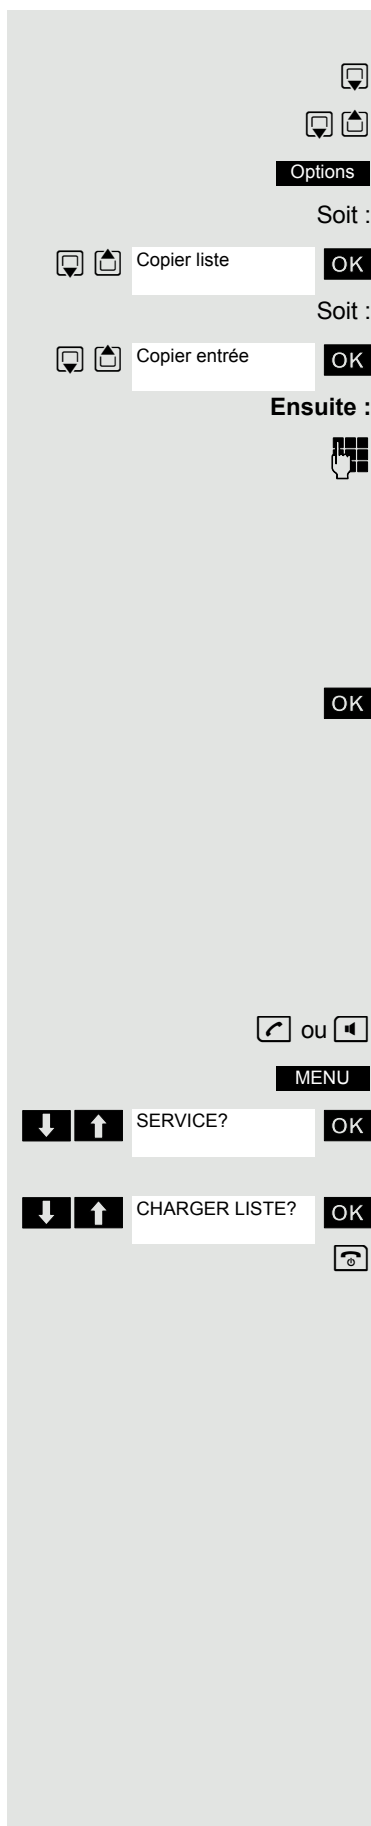 Options
Soit :
Copier liste OK
Soit :
Copier entrée OK
Ensuite :
OK
ou
MENU
SERVICE? OK
CHARGER LISTE? OK